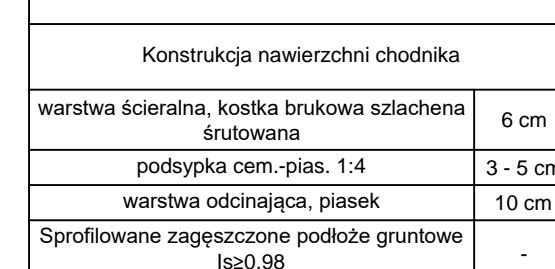 Konstrukcja nawierzchni chodnika
warstwa ścieralna, kostka brukowa szlachena
śrutowana
6 cm
podsypka cem.-pias. 1:4
3 - 5 cm
warstwa odcinająca, piasek
10 cm
Sprofilowane zagęszczone podłoże gruntowe
Is≥0.98
-